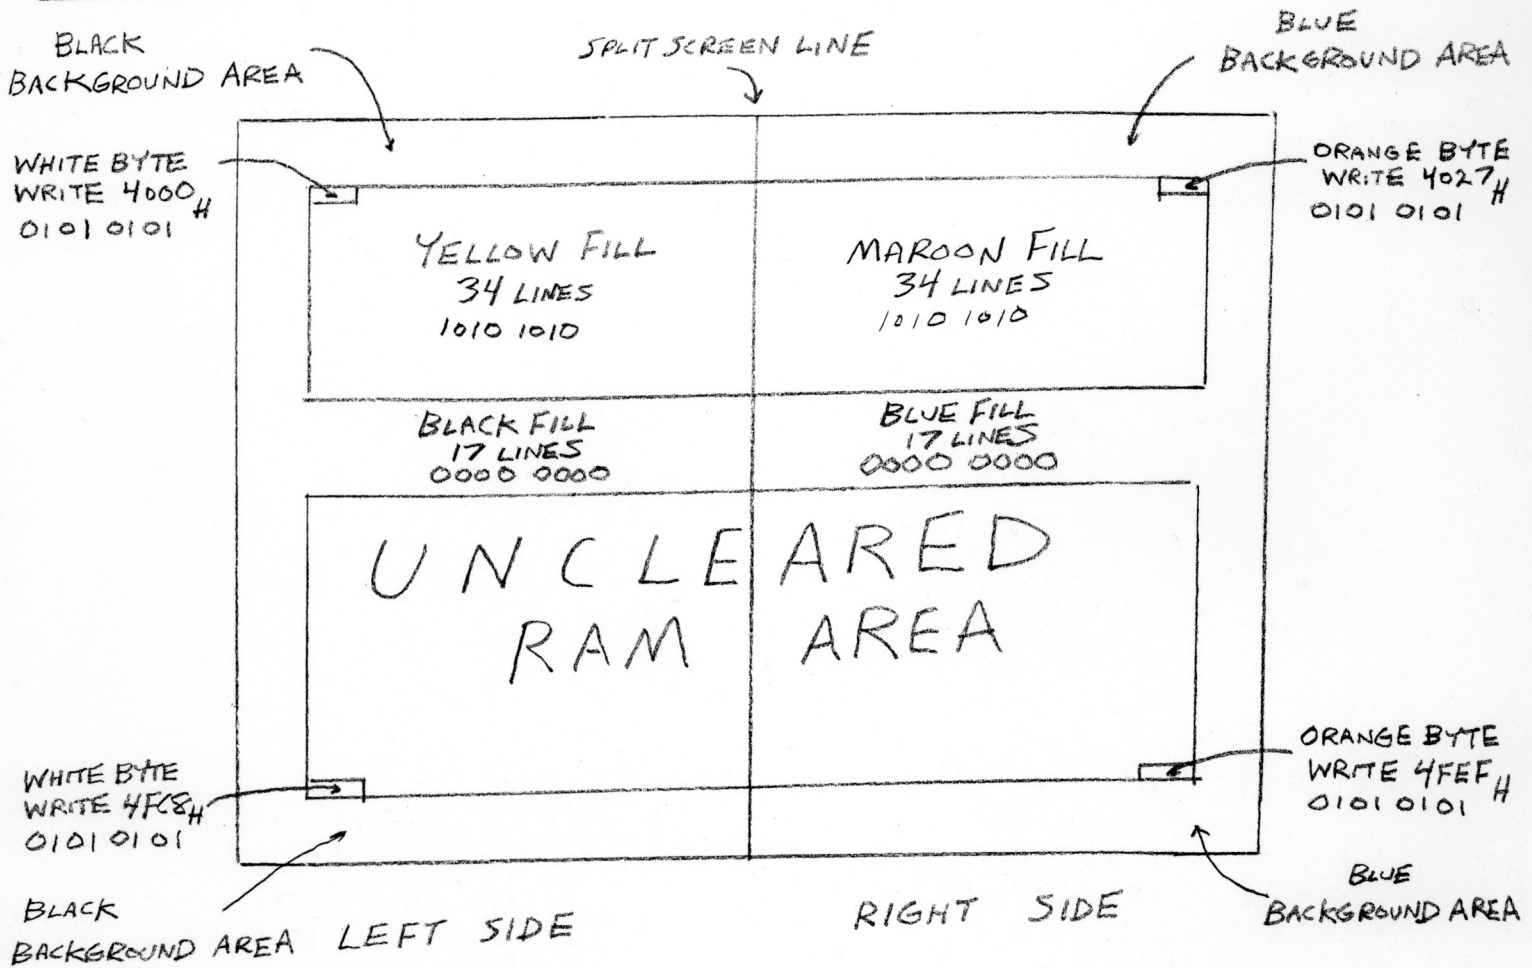 BLACK
BACKGROUND AREA
SPLIT SCREEN LINE
BLUE
BACKGROUND AREA
WHITE BYTE
WRITE 4000H
0101 0101
ORANGE BYTE
WRITE 4027H
0101 0101
YELLOW FILL
34 LINES
1010 1010
MAROON FILL
34 LINES
1010 1010
BLACK FILL
17 LINES
0000 0000
BLUE FILL
17 LINES
0000 0000
UNCLEARED
RAM AREA
WHITE BYTE
WRITE 4FC8H
0101 0101
ORANGE BYTE
WRITE 4FEFH
0101 0101
BLACK
BACKGROUND AREA
LEFT SIDE
RIGHT SIDE
BLUE
BACKGROUND AREA